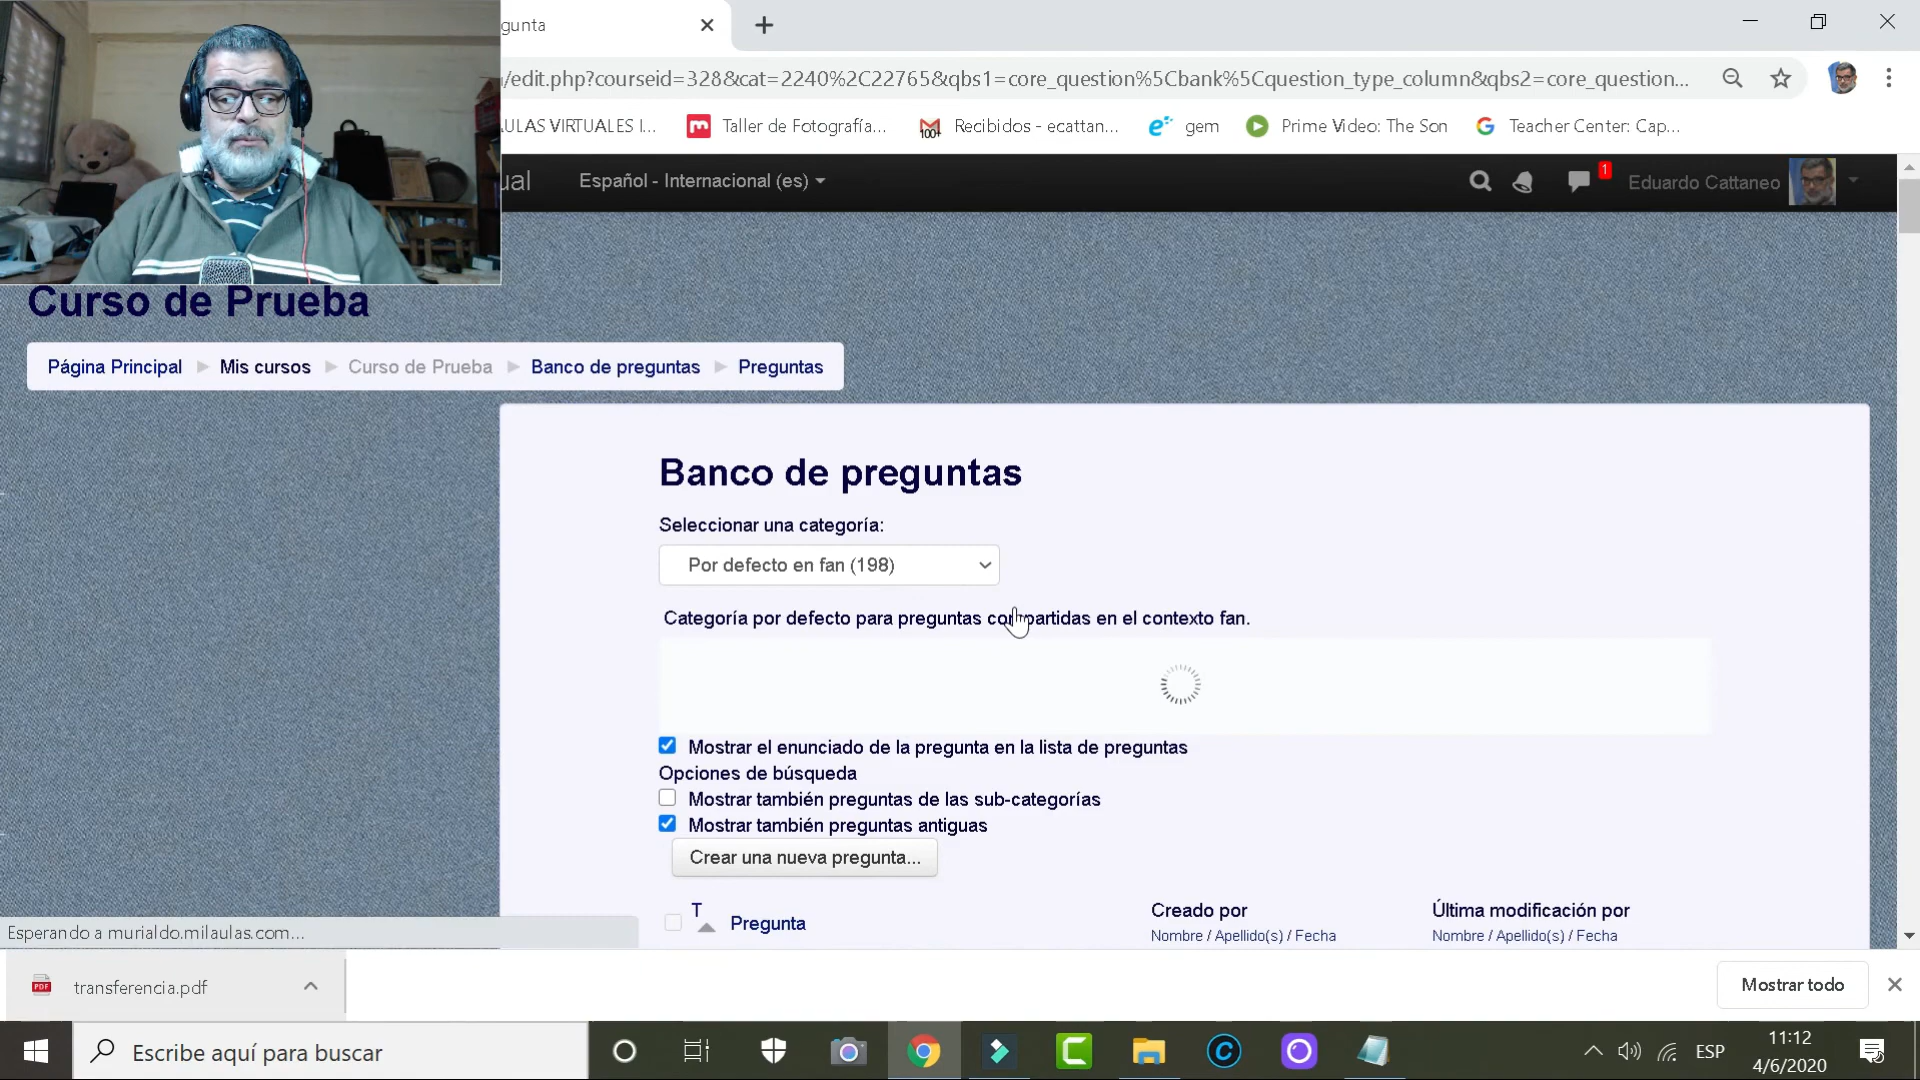 gunta
/edit.php?courseid=328&cat=2240%2C22765&qbs1=core_question%5Cbank%5Cquestion_type_column&qbs2=core_question...
AULAS VIRTUALES I...
Taller de Fotografía...
100+
Recibidos - ecattan...
gem
Prime Video: The Son
Teacher Center: Cap...
ual
Español - Internacional (es)
1
Eduardo Cattaneo
Curso de Prueba
Página Principal
Mis cursos
Curso de Prueba
Banco de preguntas
Preguntas
Banco de preguntas
Seleccionar una categoría:
Por defecto en fan (198)
Categoría por defecto para preguntas compartidas en el contexto fan.
Mostrar el enunciado de la pregunta en la lista de preguntas
Opciones de búsqueda
Mostrar también preguntas de las sub-categorías
Mostrar también preguntas antiguas
Crear una nueva pregunta...
T
Pregunta
Creado por
Nombre / Apellido(s) / Fecha
Última modificación por
Nombre / Apellido(s) / Fecha
Esperando a murialdo.milaulas.com...
PDF
transferencia.pdf
Mostrar todo
Escribe aquí para buscar
ESP
11:12
4/6/2020